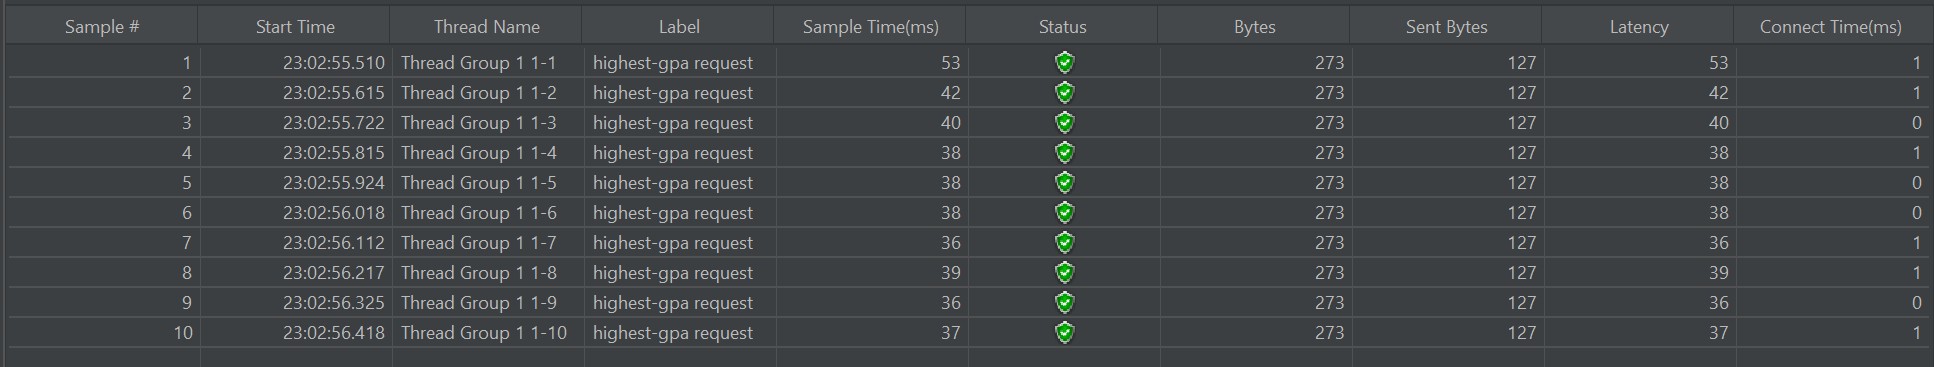 Sample # Start Time Thread Name Label Sample Time(ms) Status Bytes Sent Bytes Latency Connect Time(ms)
1 23:02:55.510 Thread Group 1 1-1 highest-gpa request 53 273 127 53 1
2 23:02:55.615 Thread Group 1 1-2 highest-gpa request 42 273 127 42 1
3 23:02:55.722 Thread Group 1 1-3 highest-gpa request 40 273 127 40 0
4 23:02:55.815 Thread Group 1 1-4 highest-gpa request 38 273 127 38 1
5 23:02:55.924 Thread Group 1 1-5 highest-gpa request 38 273 127 38 0
6 23:02:56.018 Thread Group 1 1-6 highest-gpa request 38 273 127 38 0
7 23:02:56.112 Thread Group 1 1-7 highest-gpa request 36 273 127 36 1
8 23:02:56.217 Thread Group 1 1-8 highest-gpa request 39 273 127 39 1
9 23:02:56.325 Thread Group 1 1-9 highest-gpa request 36 273 127 36 0
10 23:02:56.418 Thread Group 1 1-10 highest-gpa request 37 273 127 37 1